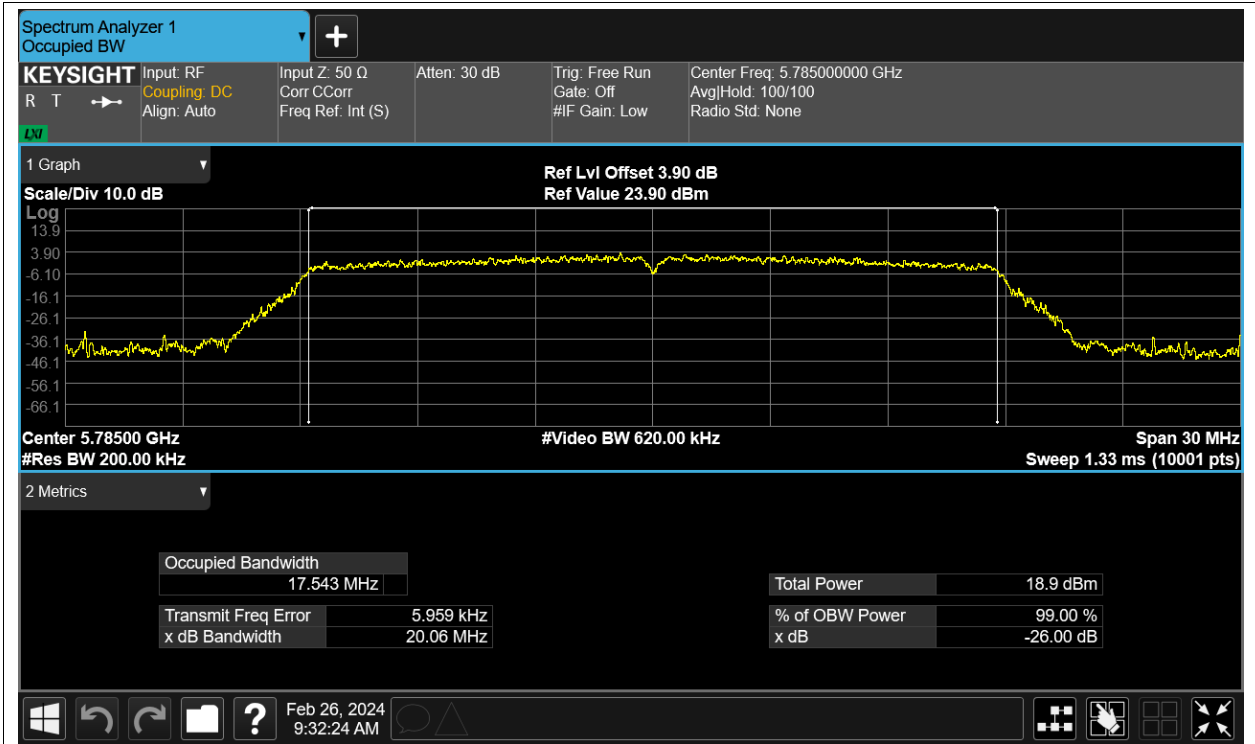 Spectrum Analyzer 1
Occupied BW
KEYSIGHT
R T
LXI
Input: RF
Coupling: DC
Align: Auto
Input Z: 50 Ω
Corr CCorr
Freq Ref: Int (S)
Atten: 30 dB
Trig: Free Run
Gate: Off
#IF Gain: Low
Center Freq: 5.785000000 GHz
Avg|Hold: 100/100
Radio Std: None
1 Graph
Scale/Div 10.0 dB
Ref Lvl Offset 3.90 dB
Ref Value 23.90 dBm
Log
13.9
3.90
-6.10
-16.1
-26.1
-36.1
-46.1
-56.1
-66.1
Center 5.78500 GHz
#Video BW 620.00 kHz
Span 30 MHz
#Res BW 200.00 kHz
Sweep 1.33 ms (10001 pts)
2 Metrics
Occupied Bandwidth
17.543 MHz
Total Power 18.9 dBm
Transmit Freq Error 5.959 kHz
% of OBW Power 99.00 %
x dB Bandwidth 20.06 MHz
x dB -26.00 dB
?
Feb 26, 2024
9:32:24 AM